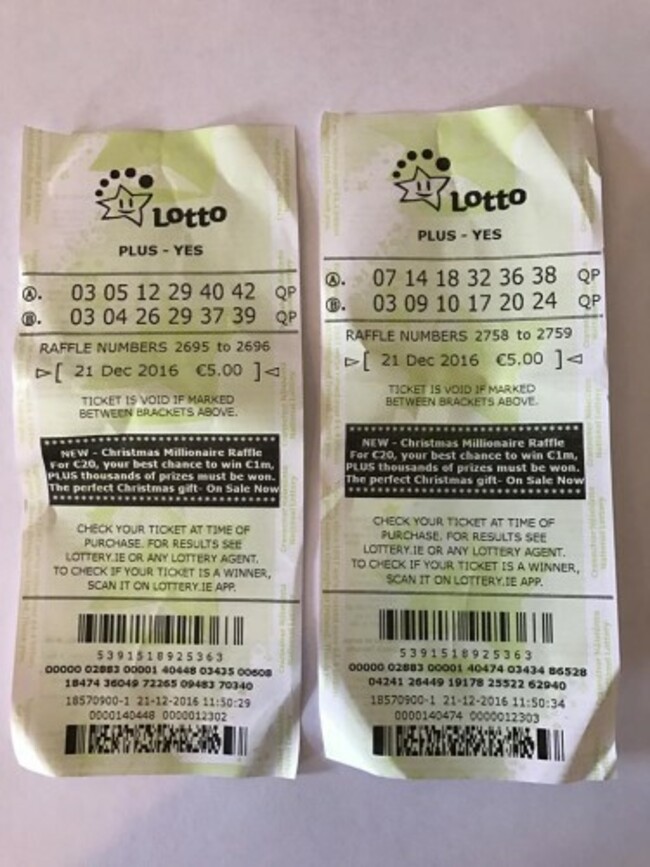 Lotto
PLUS - YES
A. 03 05 12 29 40 42 QP
B. 03 04 26 29 37 39 QP
RAFFLE NUMBERS 2695 to 2696
[ 21 Dec 2016 €5.00 ]
TICKET IS VOID IF MARKED
BETWEEN BRACKETS ABOVE.
NEW - Christmas Millionaire Raffle
For €20, your best chance to win €1m,
PLUS thousands of prizes must be won.
The perfect Christmas gift- On Sale Now
CHECK YOUR TICKET AT TIME OF
PURCHASE. FOR RESULTS SEE
LOTTERY.IE OR ANY LOTTERY AGENT.
TO CHECK IF YOUR TICKET IS A WINNER,
SCAN IT ON LOTTERY.IE APP.
5391518925363
00000 02883 00001 40448 03435 00608
18474 36049 72265 09483 70340
18570900-1 21-12-2016 11:50:29
0000140448 0000012302
Lotto
PLUS - YES
A. 07 14 18 32 36 38 QP
B. 03 09 10 17 20 24 QP
RAFFLE NUMBERS 2758 to 2759
[ 21 Dec 2016 €5.00 ]
TICKET IS VOID IF MARKED
BETWEEN BRACKETS ABOVE.
NEW - Christmas Millionaire Raffle
For €20, your best chance to win €1m,
PLUS thousands of prizes must be won.
The perfect Christmas gift- On Sale Now
CHECK YOUR TICKET AT TIME OF
PURCHASE. FOR RESULTS SEE
LOTTERY.IE OR ANY LOTTERY AGENT.
TO CHECK IF YOUR TICKET IS A WINNER,
SCAN IT ON LOTTERY.IE APP.
5391518925363
00000 02883 00001 40474 03434 86528
04241 26449 19178 25522 62940
18570900-1 21-12-2016 11:50:34
0000140474 0000012303